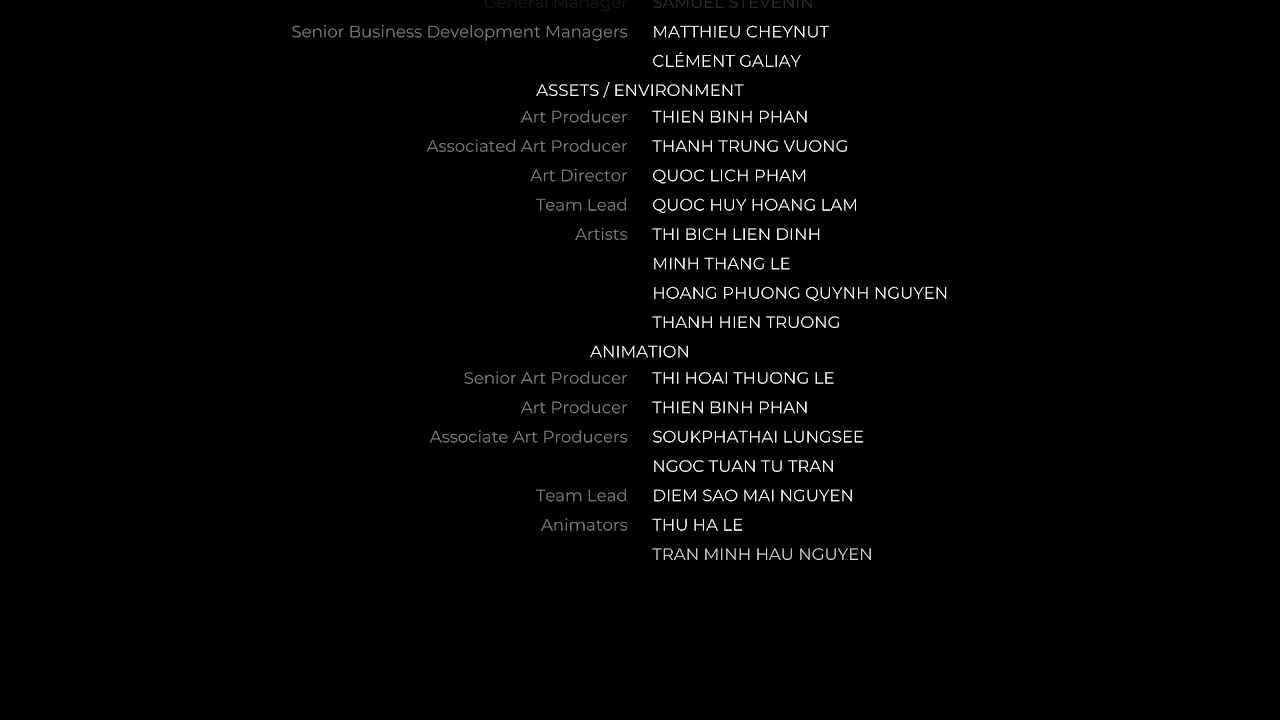 General Manager SAMUEL STEVENIN
Senior Business Development Managers MATTHIEU CHEYNUT
CLÉMENT GALIAY
ASSETS / ENVIRONMENT
Art Producer THIEN BINH PHAN
Associated Art Producer THANH TRUNG VUONG
Art Director QUOC LICH PHAM
Team Lead QUOC HUY HOANG LAM
Artists THI BICH LIEN DINH
MINH THANG LE
HOANG PHUONG QUYNH NGUYEN
THANH HIEN TRUONG
ANIMATION
Senior Art Producer THI HOAI THUONG LE
Art Producer THIEN BINH PHAN
Associate Art Producers SOUKPHATHAI LUNGSEE
NGOC TUAN TU TRAN
Team Lead DIEM SAO MAI NGUYEN
Animators THU HA LE
TRAN MINH HAU NGUYEN